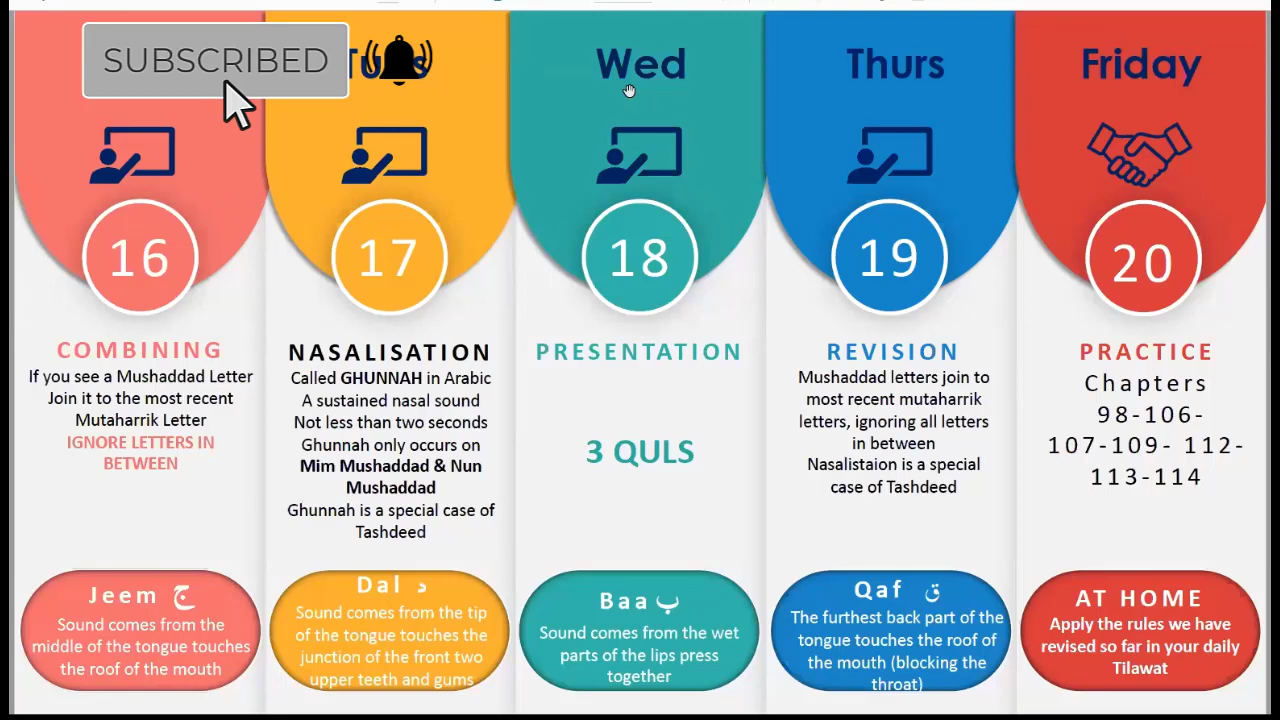 SUBSCRIBED
Wed
Thurs
Friday
16
17
18
19
20
COMBINING
If you see a Mushaddad Letter
Join it to the most recent
Mutaharrik Letter
IGNORE LETTERS IN
BETWEEN
NASALISATION
Called GHUNNAH in Arabic
A sustained nasal sound
Not less than two seconds
Ghunnah only occurs on
Mim Mushaddad & Nun
Mushaddad
Ghunnah is a special case of
Tashdeed
PRESENTATION
3 QULS
REVISION
Mushaddad letters join to
most recent mutaharrik
letters, ignoring all letters
in between
Nasalistaion is a special
case of Tashdeed
PRACTICE
Chapters
98-106-
107-109- 112-
113-114
Jeem ج
Sound comes from the
middle of the tongue touches
the roof of the mouth
Dal د
Sound comes from the tip
of the tongue touches the
junction of the front two
upper teeth and gums
Baa ب
Sound comes from the wet
parts of the lips press
together
Qaf ق
The furthest back part of the
tongue touches the roof of
the mouth (blocking the
throat)
AT HOME
Apply the rules we have
revised so far in your daily
Tilawat